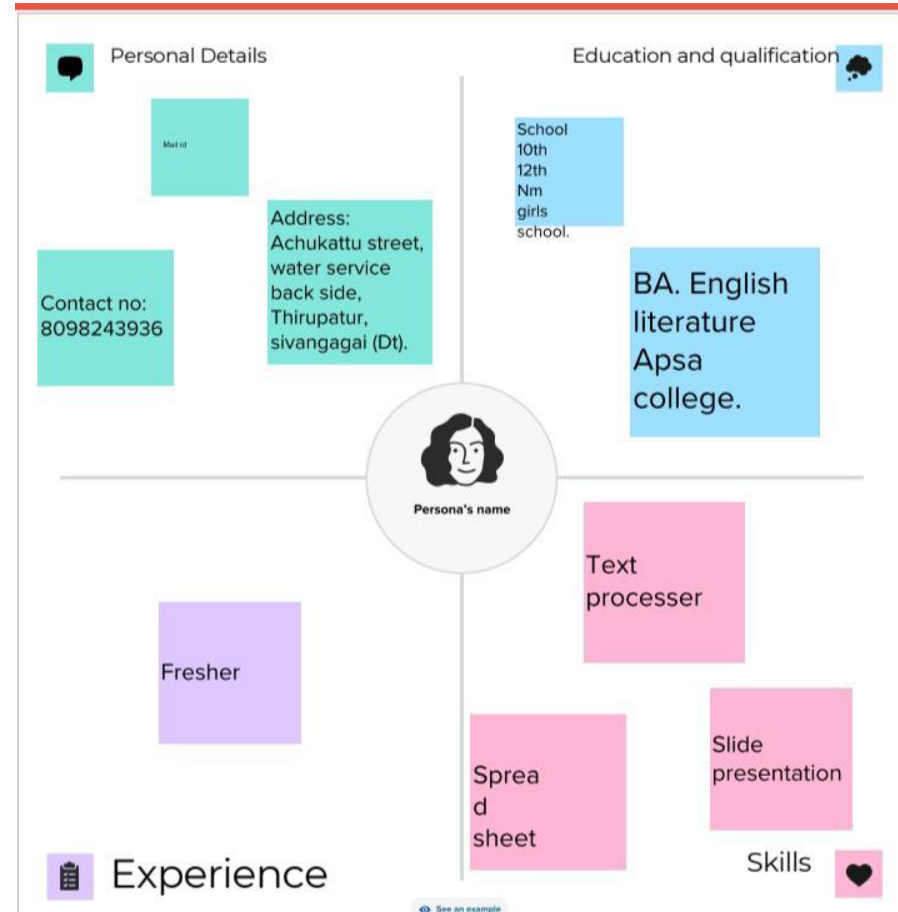 Personal Details
Mail id
Address:
Achukattu street,
water service
back side,
Thirupatur,
sivangagai (Dt).
Contact no:
8098243936
Education and qualification
School
10th
12th
Nm
girls
school.
BA. English
literature
Apsa
college.
Persona's name
Fresher
Experience
Text
processer
Slide
presentation
Sprea
d
sheet
Skills
See an example